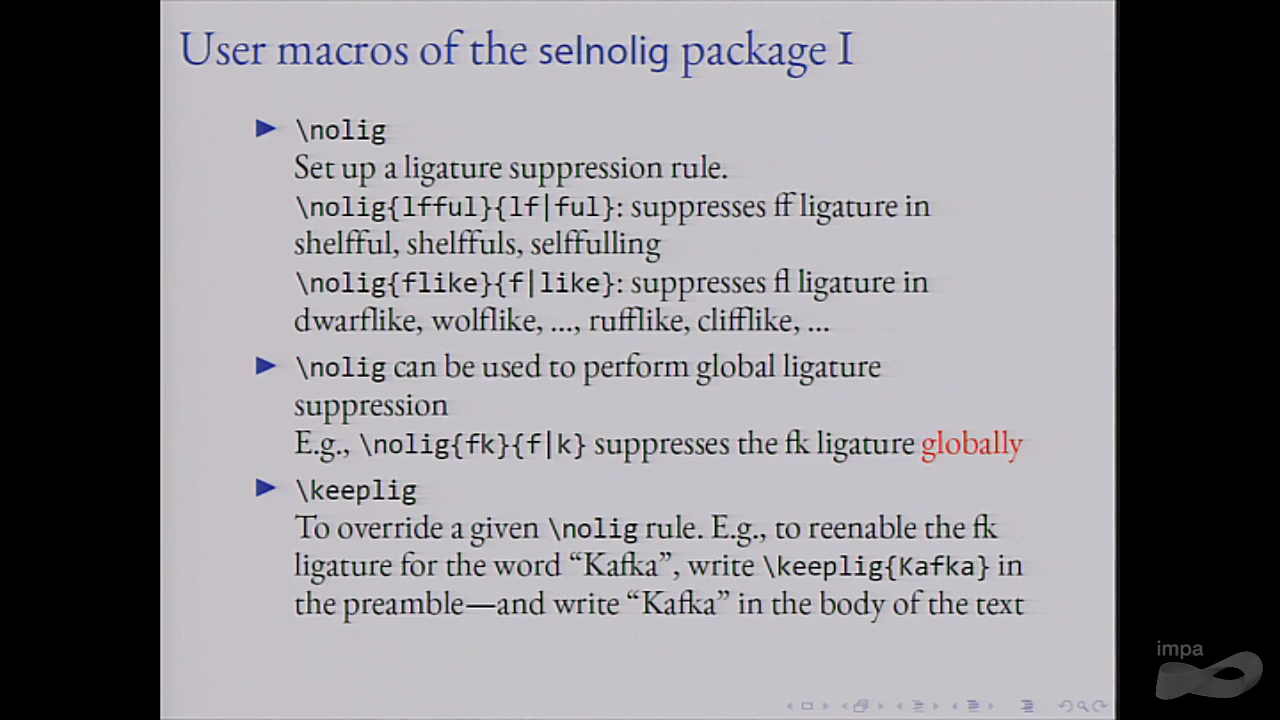 User macros of the selnolig package I
\nolig
Set up a ligature suppression rule.
\nolig{lfful}{lf|ful}: suppresses ff ligature in
shelfful, shelffuls, selffulling
\nolig{flike}{f|like}: suppresses fl ligature in
dwarflike, wolflike, ..., rufflike, clifflike, ...
\nolig can be used to perform global ligature
suppression
E.g., \nolig{fk}{f|k} suppresses the fk ligature globally
\keeplig
To override a given \nolig rule. E.g., to reenable the fk
ligature for the word “Kafka”, write \keeplig{Kafka} in
the preamble—and write “Kafka” in the body of the text
impa